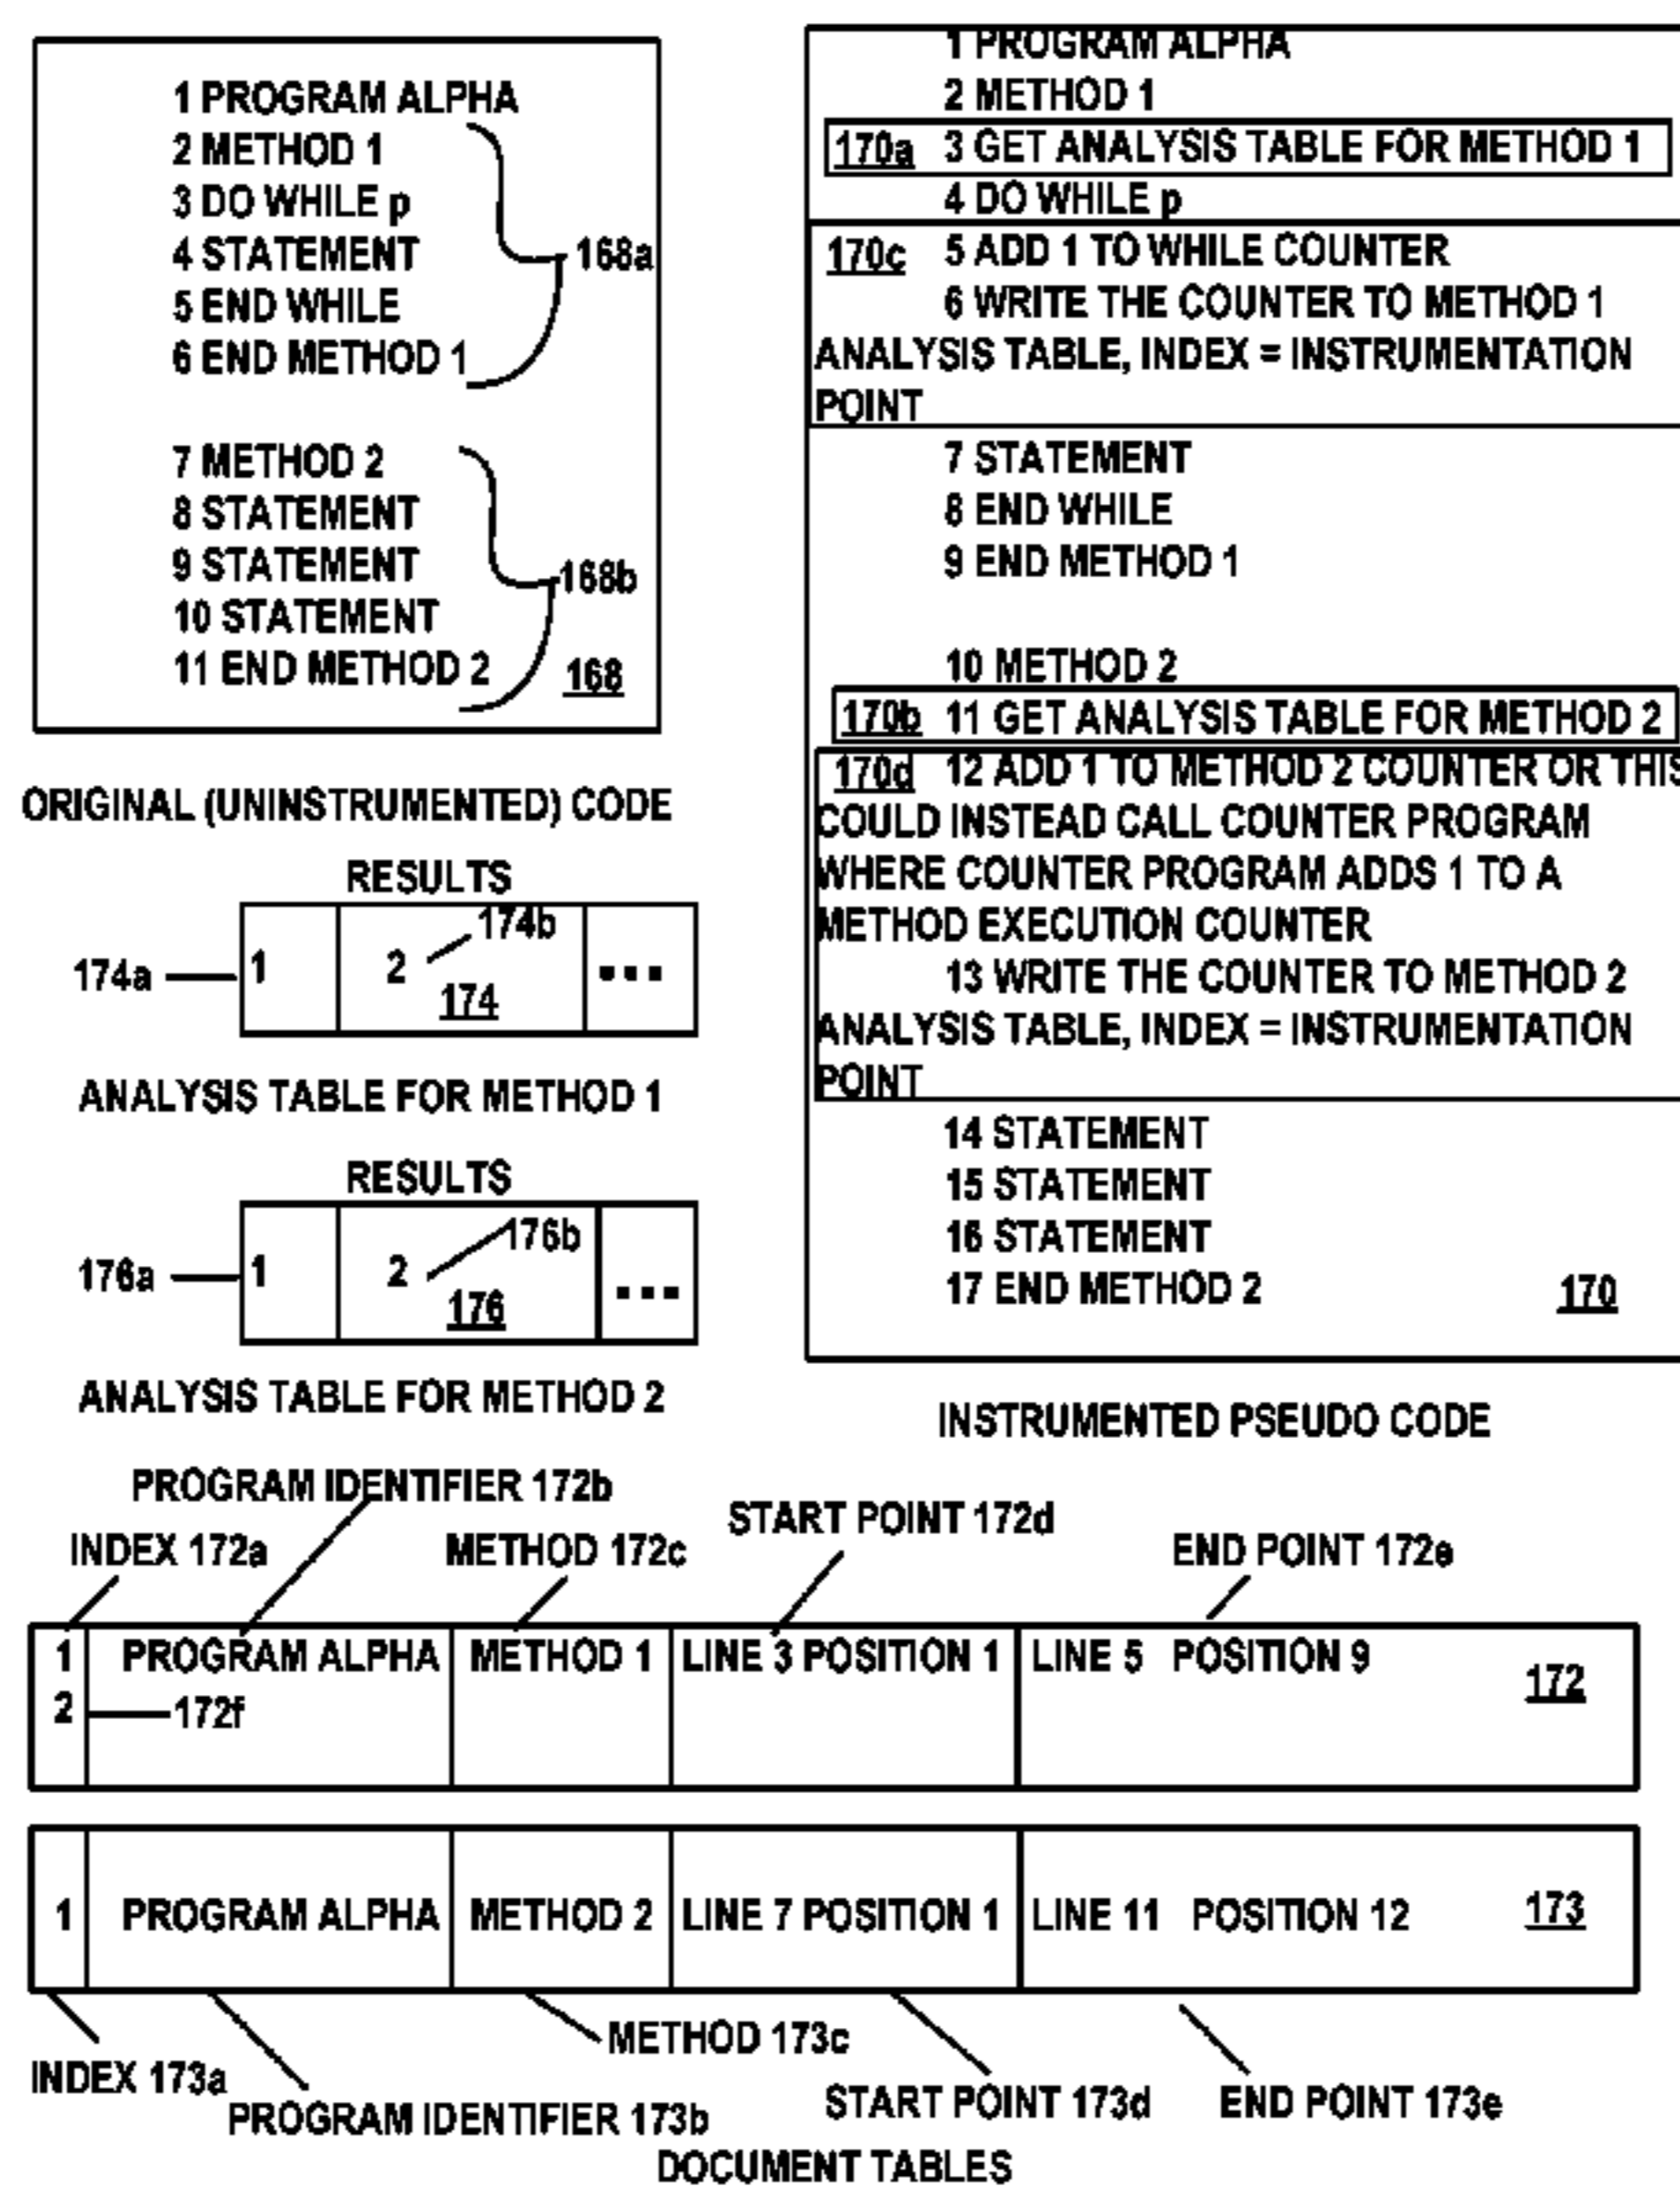 1 PROGRAM ALPHA
2 METHOD 1
3 DO WHILE p
4 STATEMENT
5 END WHILE
6 END METHOD 1
168a
7 METHOD 2
8 STATEMENT
9 STATEMENT
10 STATEMENT
11 END METHOD 2
168b
168
ORIGINAL (UNINSTRUMENTED) CODE
RESULTS
174a
1
2
174b
174
...
ANALYSIS TABLE FOR METHOD 1
RESULTS
176a
1
2
176b
176
...
ANALYSIS TABLE FOR METHOD 2
1 PROGRAM ALPHA
2 METHOD 1
170a 3 GET ANALYSIS TABLE FOR METHOD 1
4 DO WHILE p
170c 5 ADD 1 TO WHILE COUNTER
6 WRITE THE COUNTER TO METHOD 1
ANALYSIS TABLE, INDEX = INSTRUMENTATION
POINT
7 STATEMENT
8 END WHILE
9 END METHOD 1
10 METHOD 2
170b 11 GET ANALYSIS TABLE FOR METHOD 2
170d 12 ADD 1 TO METHOD 2 COUNTER OR THIS
COULD INSTEAD CALL COUNTER PROGRAM
WHERE COUNTER PROGRAM ADDS 1 TO A
METHOD EXECUTION COUNTER
13 WRITE THE COUNTER TO METHOD 2
ANALYSIS TABLE, INDEX = INSTRUMENTATION
POINT
14 STATEMENT
15 STATEMENT
16 STATEMENT
17 END METHOD 2
170
INSTRUMENTED PSEUDO CODE
PROGRAM IDENTIFIER 172b
START POINT 172d
INDEX 172a
METHOD 172c
END POINT 172e
1 PROGRAM ALPHA METHOD 1 LINE 3 POSITION 1 LINE 5 POSITION 9
172
2
172f
1 PROGRAM ALPHA METHOD 2 LINE 7 POSITION 1 LINE 11 POSITION 12
173
METHOD 173c
INDEX 173a
START POINT 173d
END POINT 173e
PROGRAM IDENTIFIER 173b
DOCUMENT TABLES